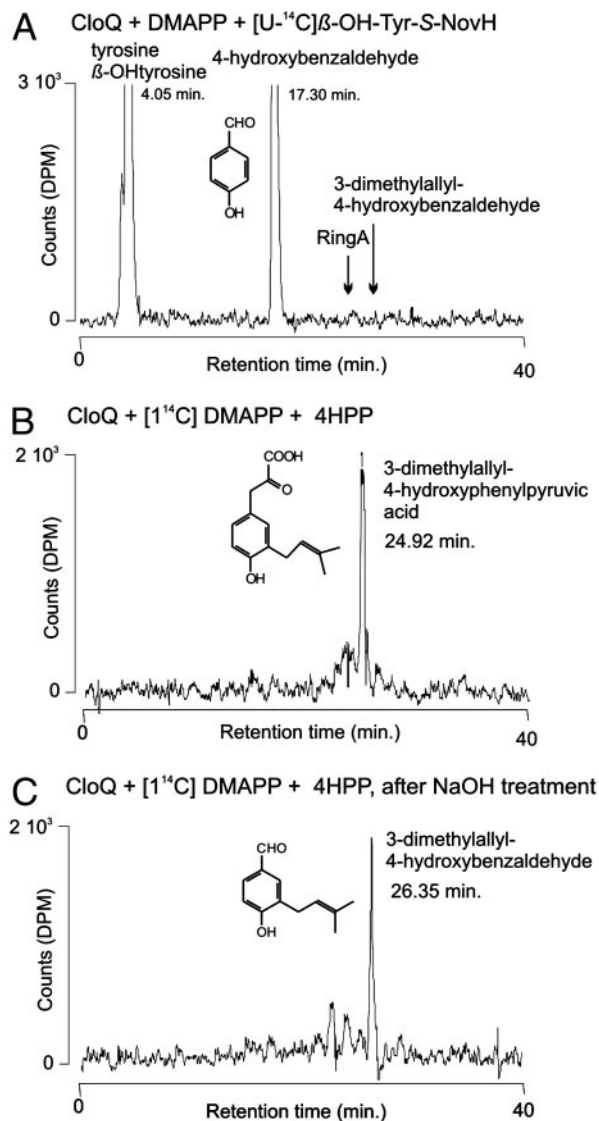 A CloQ + DMAPP + [U-¹⁴C]ß-OH-Tyr-S-NovH
tyrosine
ß-OHtyrosine
4.05 min.
4-hydroxybenzaldehyde
17.30 min.
3 10³
CHO
OH
3-dimethylallyl-
4-hydroxybenzaldehyde
RingA
Counts (DPM)
0
0
40
Retention time (min.)
B CloQ + [1¹⁴C] DMAPP + 4HPP
2 10³
COOH
O
OH
3-dimethylallyl-
4-hydroxyphenylpyruvic
acid
24.92 min.
Counts (DPM)
0
0
40
Retention time (min.)
C CloQ + [1¹⁴C] DMAPP + 4HPP, after NaOH treatment
2 10³
CHO
OH
3-dimethylallyl-
4-hydroxybenzaldehyde
26.35 min.
Counts (DPM)
0
0
40
Retention time (min.)